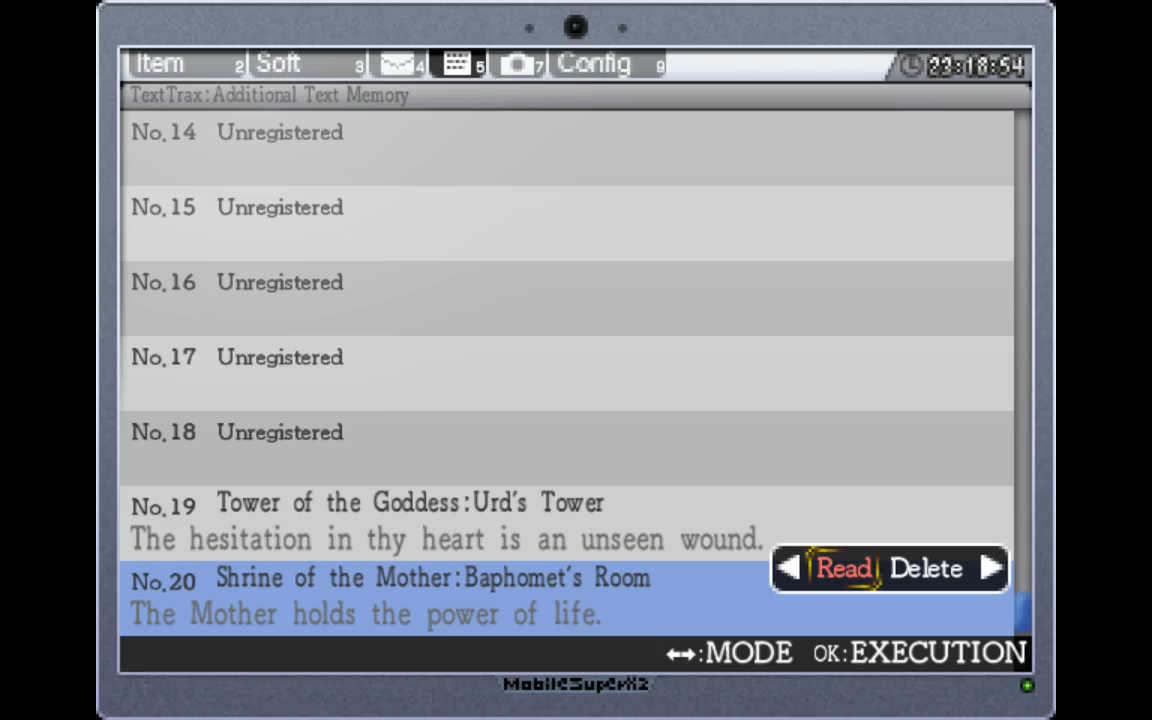 Item 2 Soft 3 4 5 7 Config 9 22:18:54
TextTrax:Additional Text Memory
No.14 Unregistered
No.15 Unregistered
No.16 Unregistered
No.17 Unregistered
No.18 Unregistered
No.19 Tower of the Goddess:Urd's Tower
The hesitation in thy heart is an unseen wound.
No.20 Shrine of the Mother:Baphomet's Room
The Mother holds the power of life.
Read Delete
↔:MODE OK:EXECUTION
MobileSuperX2